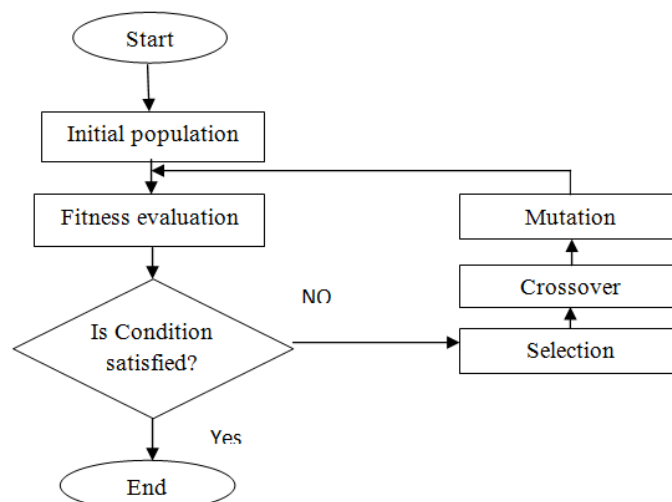 Start
Initial population
Fitness evaluation
Mutation
Crossover
NO
Is Condition
satisfied?
Selection
Yes
End